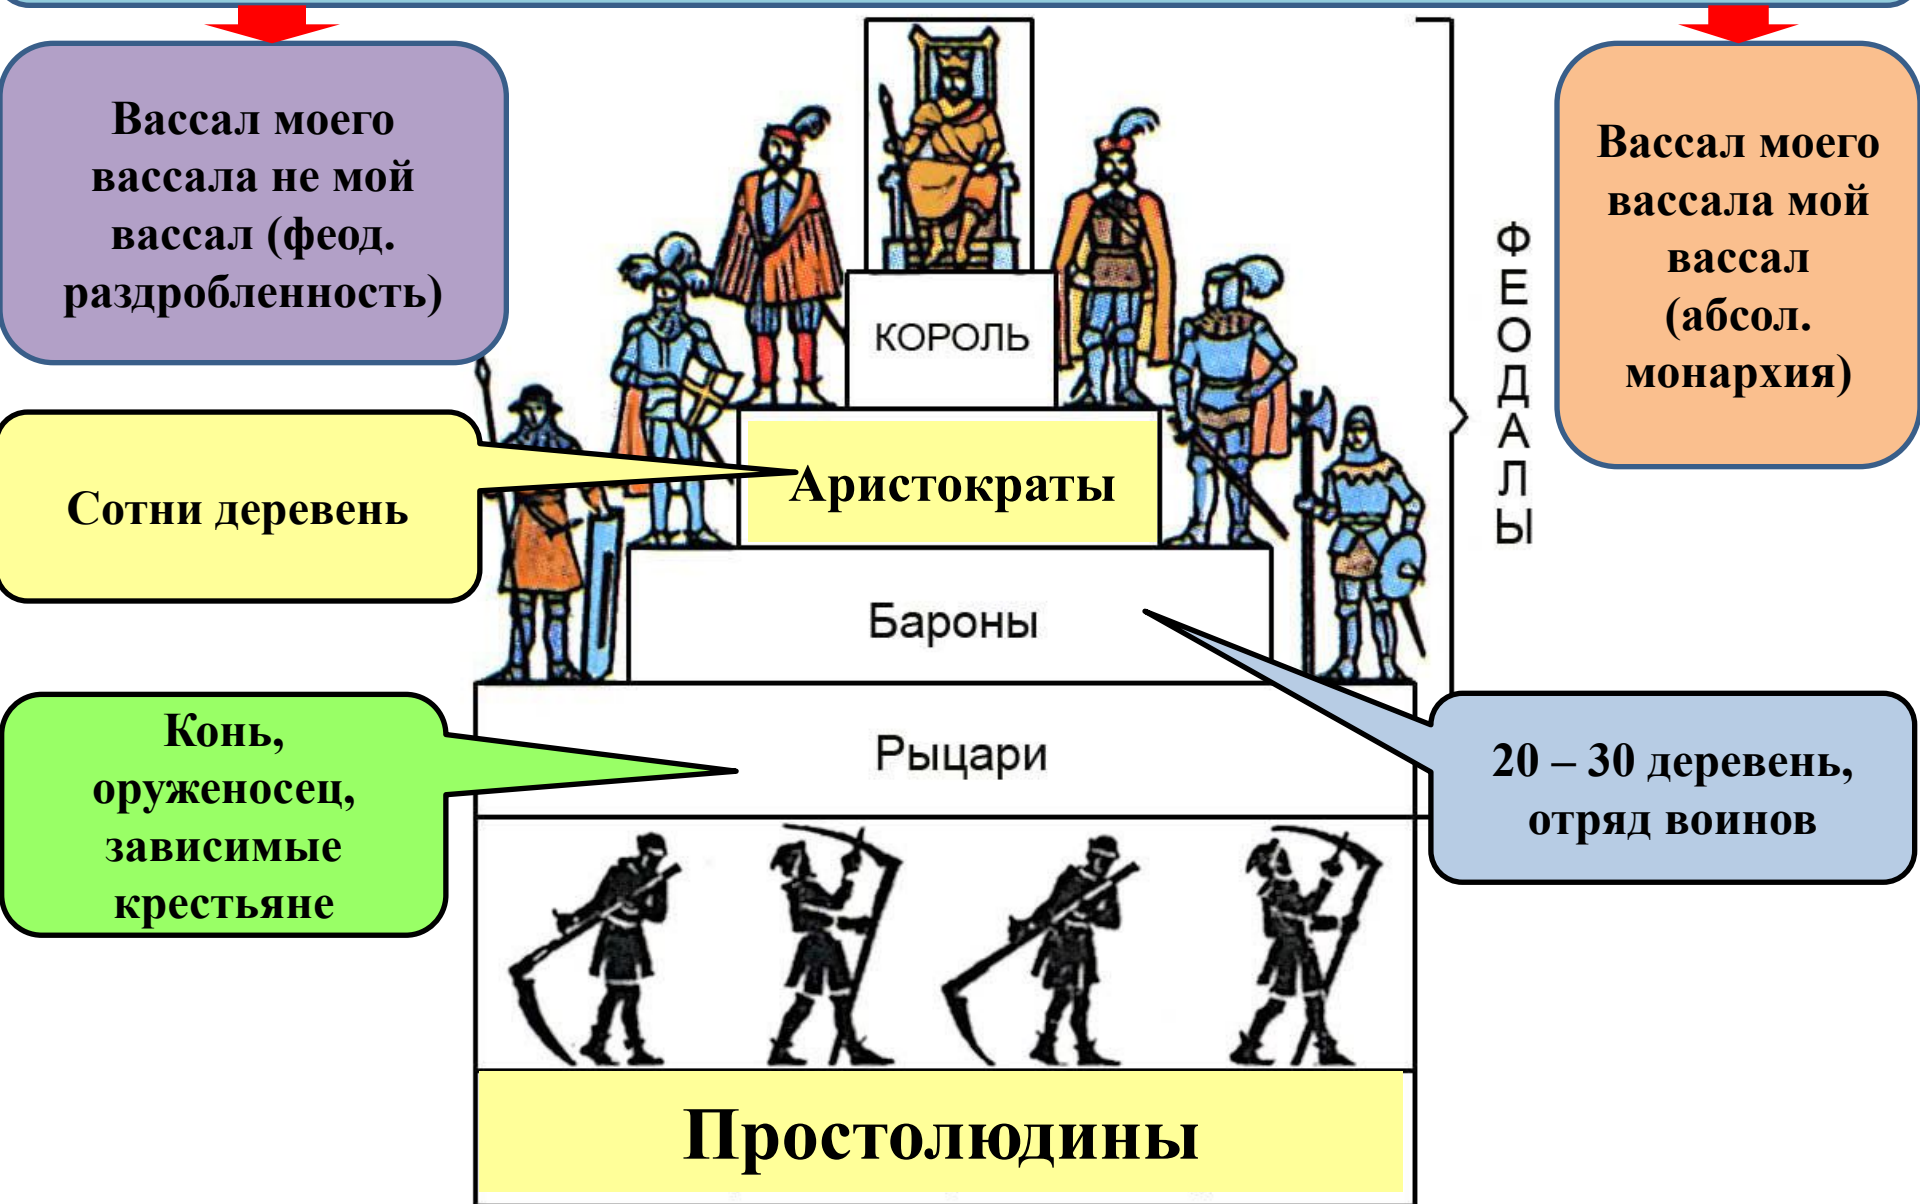 Вассал моего
вассала не мой
вассал (феод.
раздробленность)
Вассал моего
вассала мой
вассал
(абсол.
монархия)
КОРОЛЬ
ФЕОДАЛЫ
Сотни деревень
Аристократы
Бароны
Конь,
оруженосец,
зависимые
крестьяне
Рыцари
20 – 30 деревень,
отряд воинов
Простолюдины